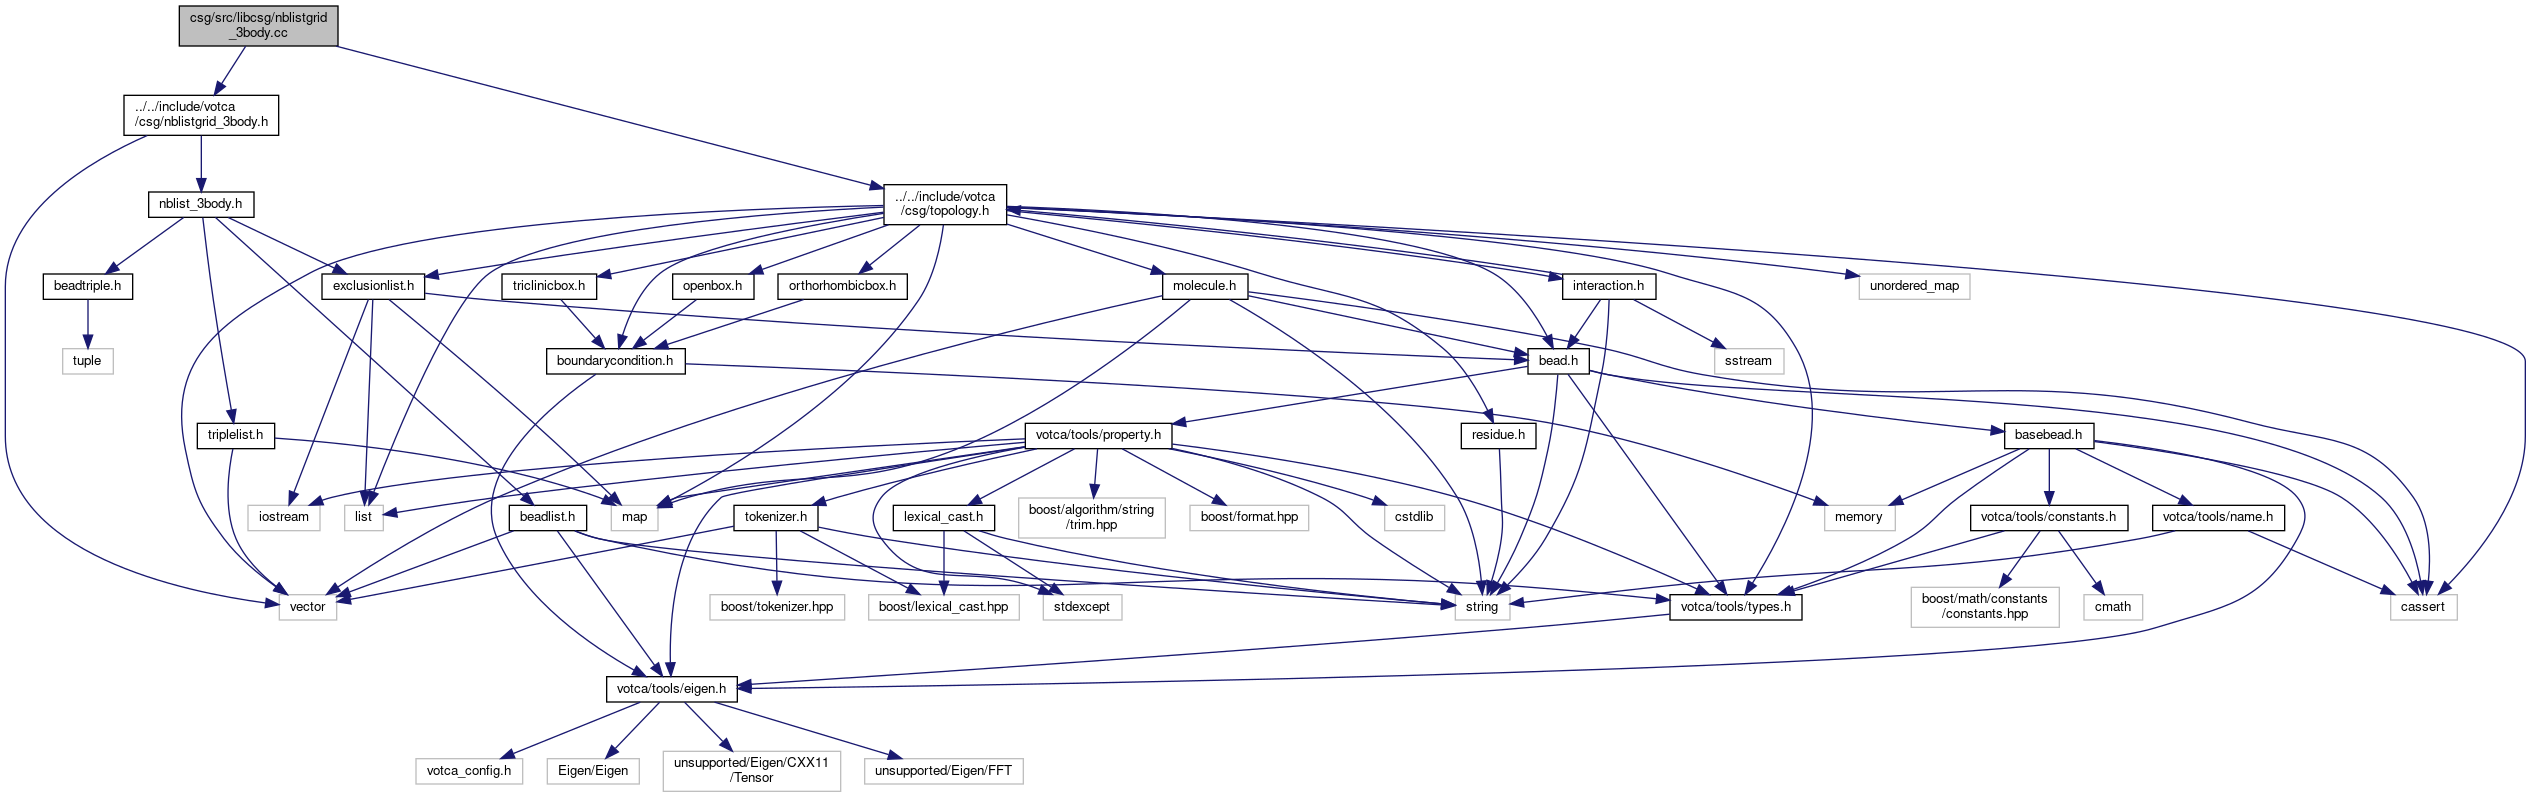 csg/src/libcsg/nblistgrid
_3body.cc
../../include/votca
/csg/nblistgrid_3body.h
../../include/votca
/csg/topology.h
nblist_3body.h
beadtriple.h
exclusionlist.h
triclinicbox.h
openbox.h
orthorhombicbox.h
molecule.h
interaction.h
unordered_map
tuple
boundarycondition.h
bead.h
sstream
triplelist.h
votca/tools/property.h
residue.h
basebead.h
iostream
list
beadlist.h
map
tokenizer.h
lexical_cast.h
boost/algorithm/string
/trim.hpp
boost/format.hpp
cstdlib
memory
votca/tools/constants.h
votca/tools/name.h
vector
boost/tokenizer.hpp
boost/lexical_cast.hpp
stdexcept
string
votca/tools/types.h
boost/math/constants
/constants.hpp
cmath
cassert
votca/tools/eigen.h
votca_config.h
Eigen/Eigen
unsupported/Eigen/CXX11
/Tensor
unsupported/Eigen/FFT